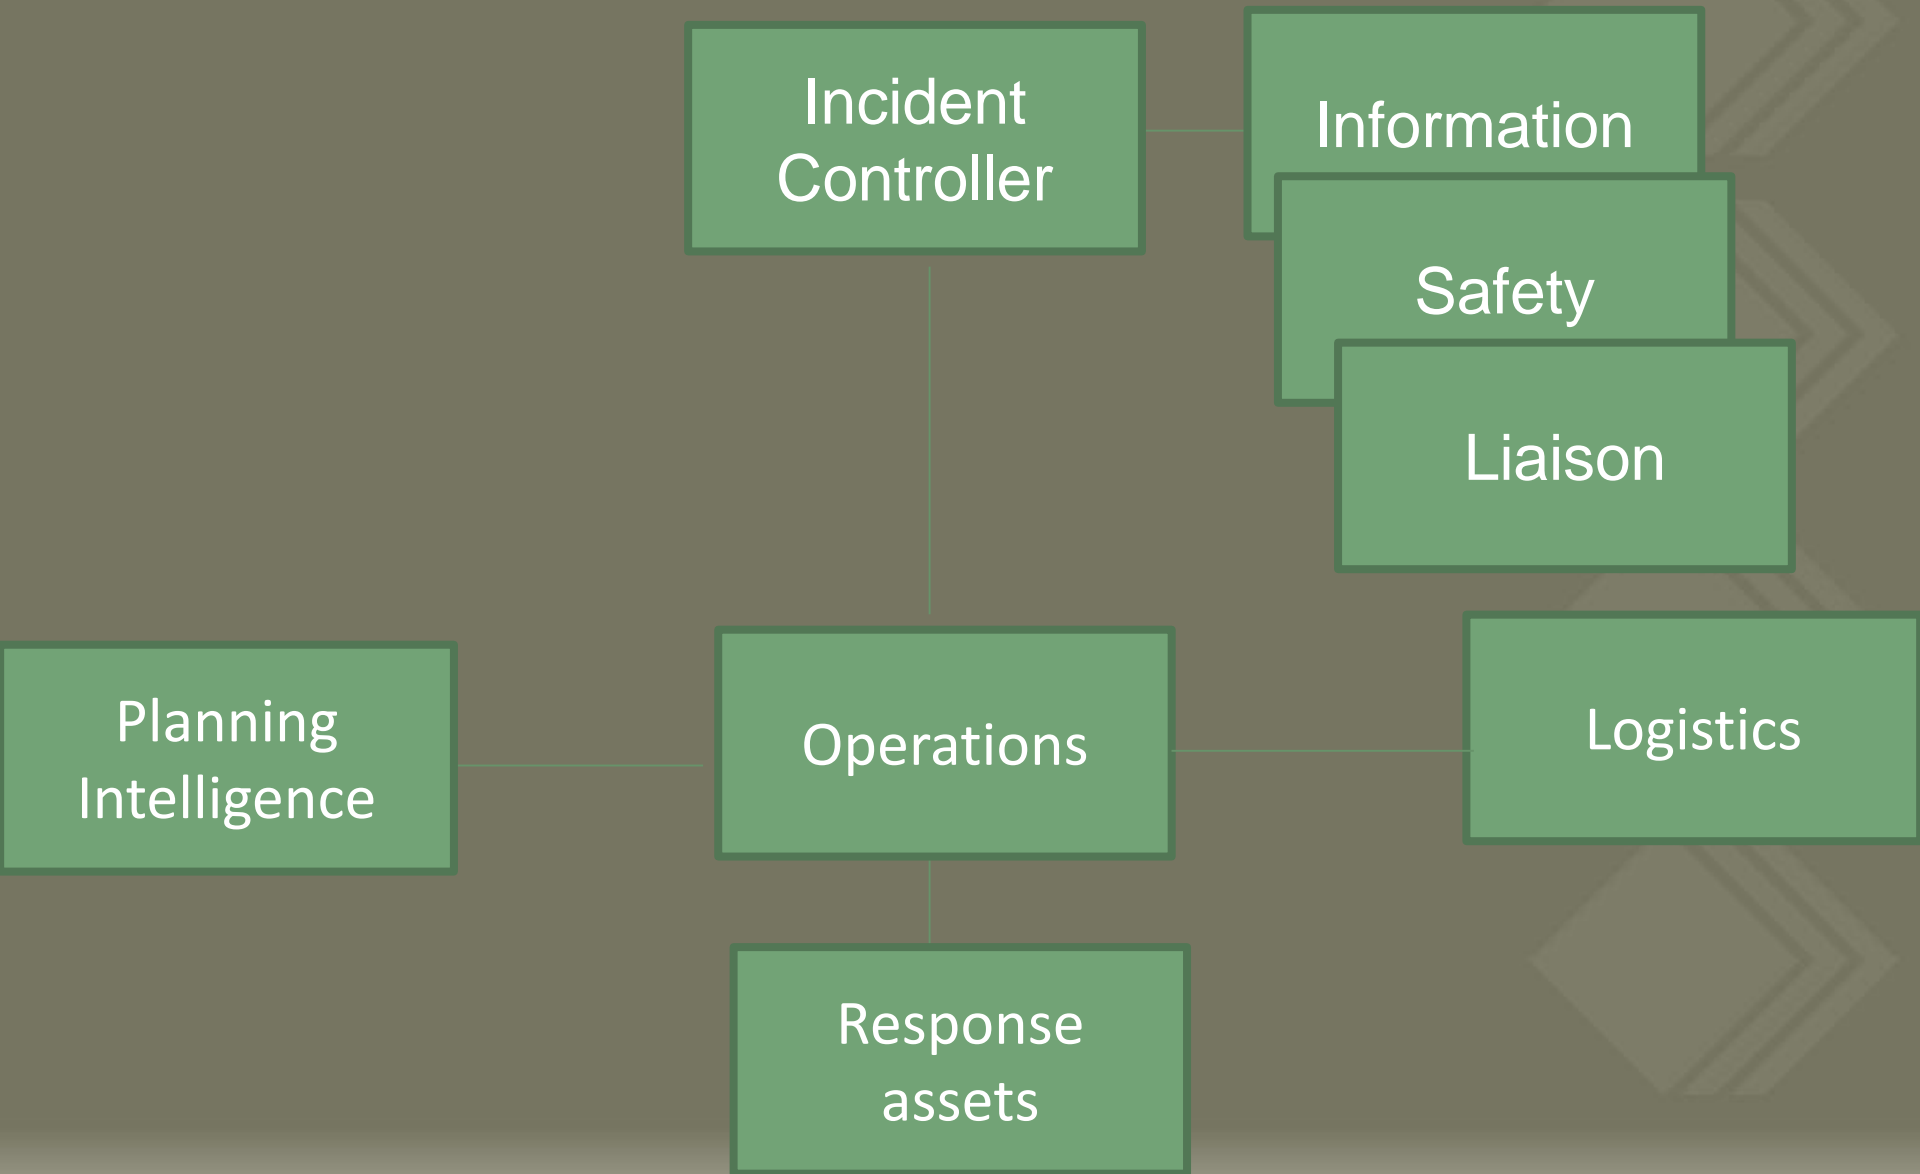 Incident
Controller
Information
Safety
Liaison
Planning
Intelligence
Operations
Logistics
Response
assets